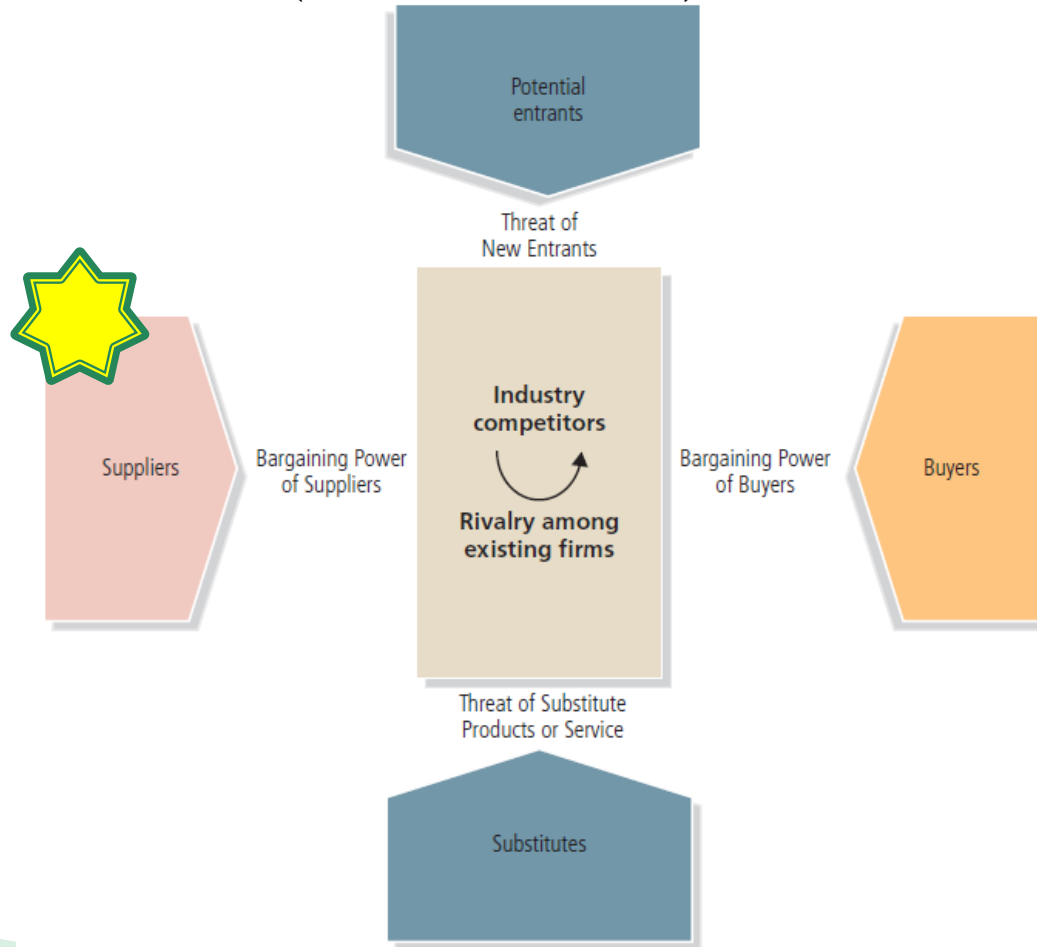 Potential
entrants
Threat of
New Entrants
Industry
competitors
Rivalry among
existing firms
Suppliers
Bargaining Power
of Suppliers
Bargaining Power
of Buyers
Buyers
Threat of Substitute
Products or Service
Substitutes